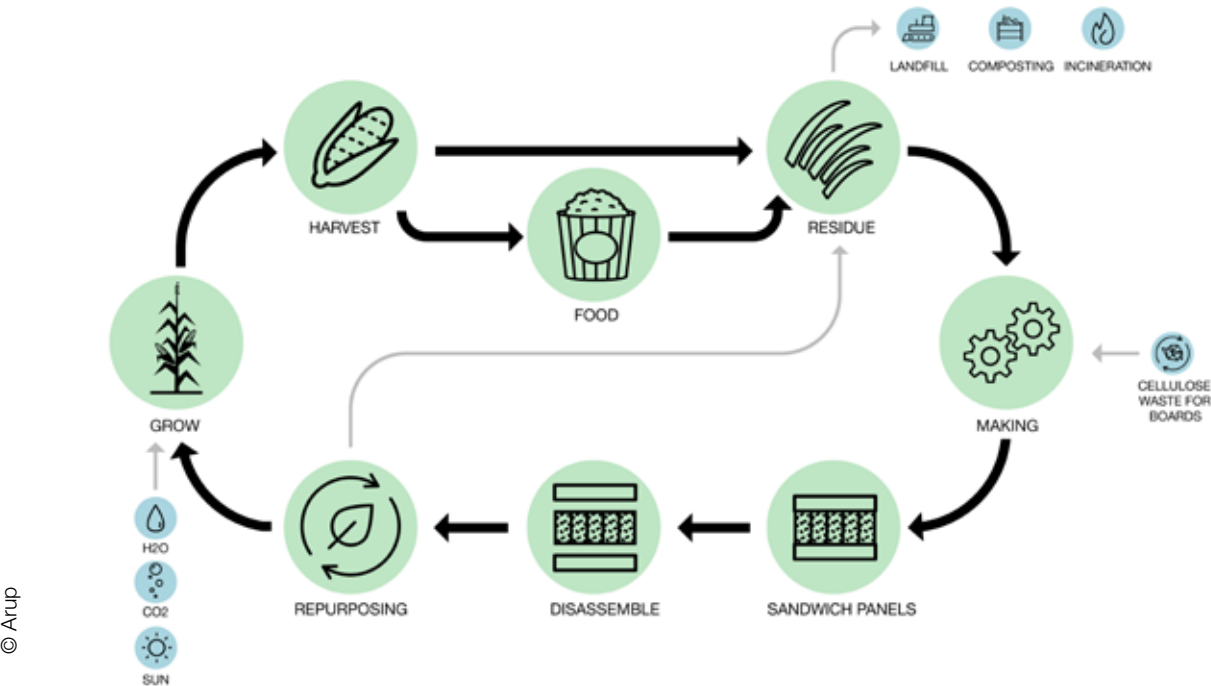 LANDFILL
COMPOSTING
INCINERATION
HARVEST
RESIDUE
FOOD
CELLULOSE
WASTE FOR
BOARDS
GROW
MAKING
H2O
REPURPOSING
DISASSEMBLE
SANDWICH PANELS
CO2
SUN
© Arup